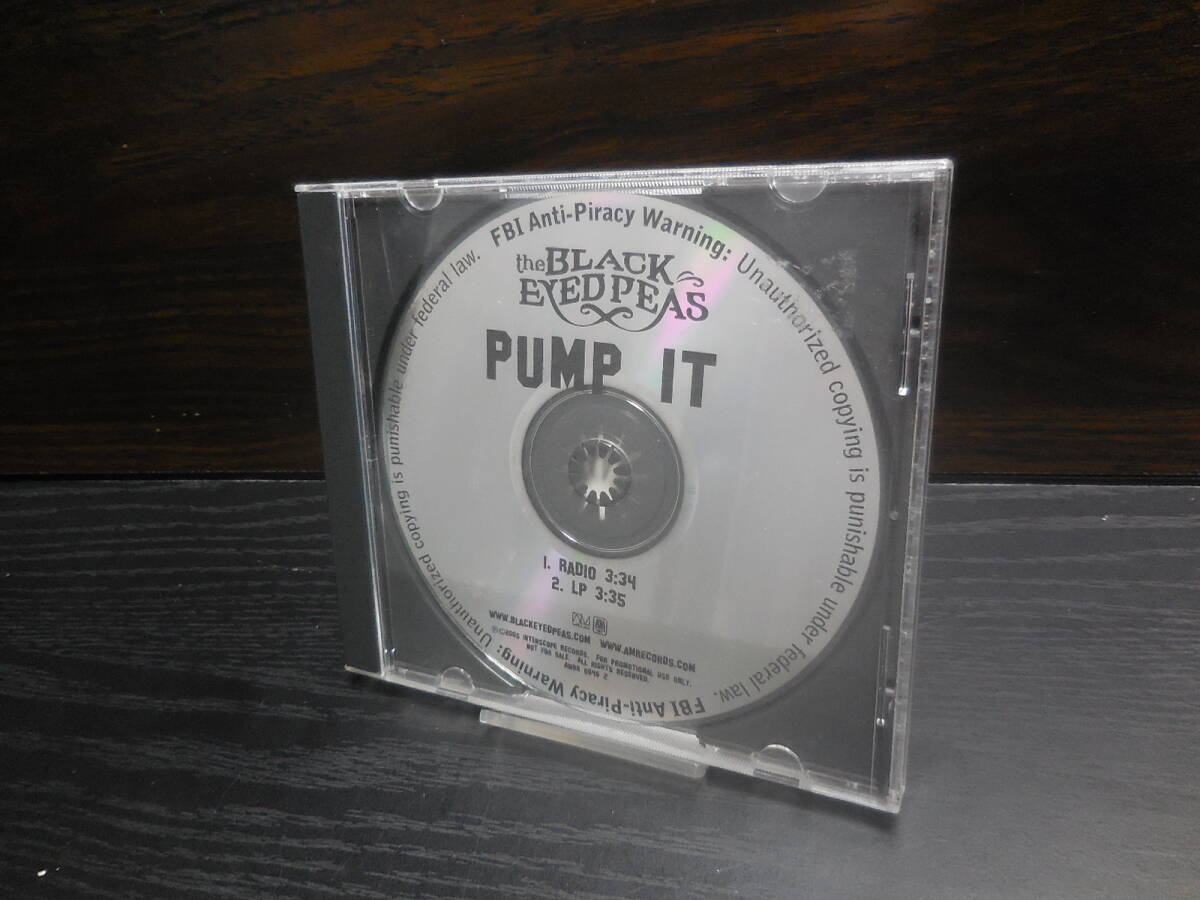 FBI Anti-Piracy Warning: Unauthorized copying is punishable under federal law.
the BLACK
EYED PEAS
PUMP IT
1. RADIO 3:34
2. LP 3:35
WWW.BLACKEYEDPEAS.COM WWW.AMRECORDS.COM
℗©2005 INTERSCOPE RECORDS. FOR PROMOTIONAL USE ONLY.
NOT FOR SALE. ALL RIGHTS RESERVED.
FBI Anti-Piracy Warning: Unauthorized copying is punishable under federal law.